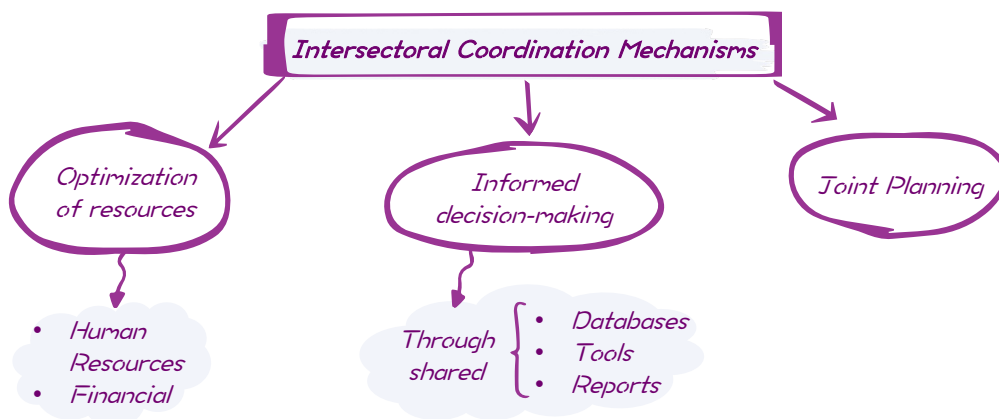 Intersectoral Coordination Mechanisms
Optimization
of resources
Informed
decision-making
Joint Planning
• Human
Resources
• Financial
Through
shared
• Databases
• Tools
• Reports